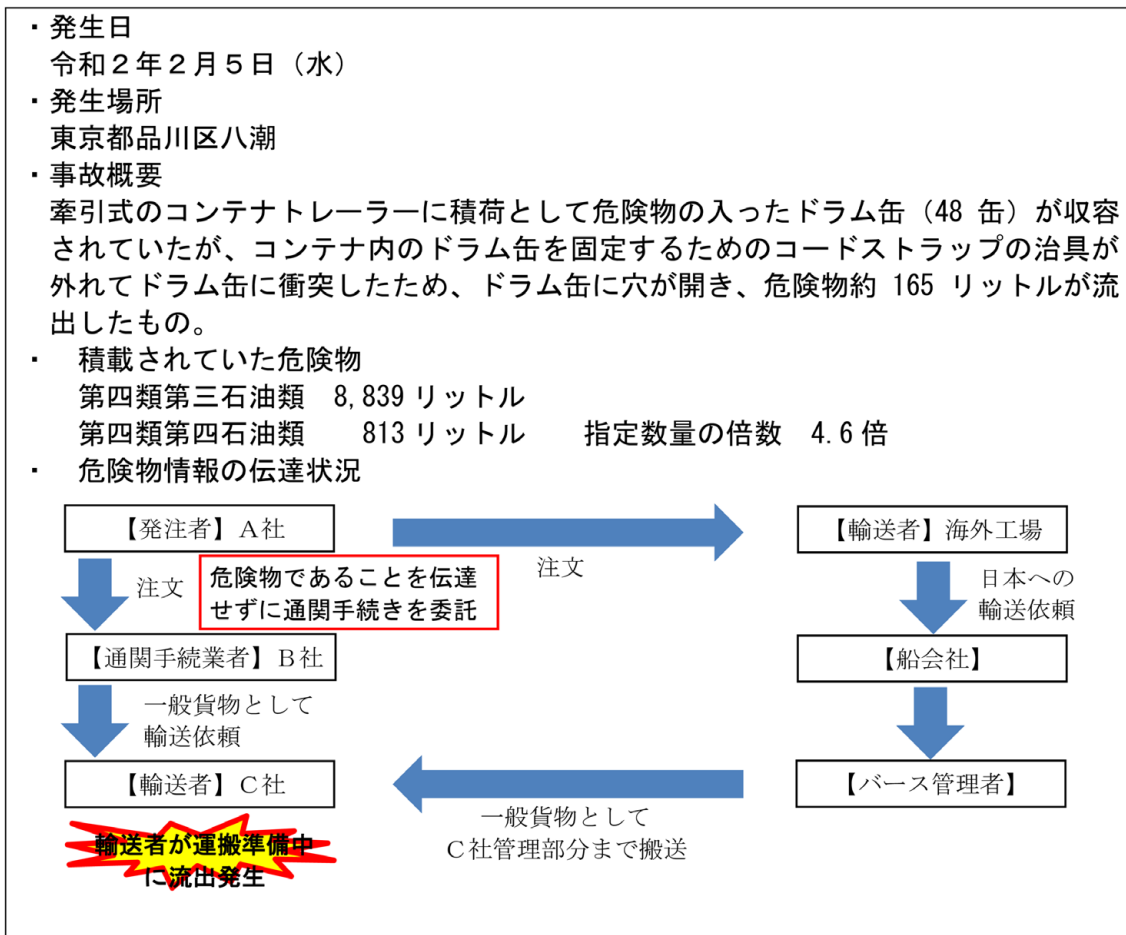 ・発生日
令和２年２月５日（水）
・発生場所
東京都品川区八潮
・事故概要
牽引式のコンテナトレーラーに積荷として危険物の入ったドラム缶（48 缶）が収容
されていたが、コンテナ内のドラム缶を固定するためのコードストラップの治具が
外れてドラム缶に衝突したため、ドラム缶に穴が開き、危険物約 165 リットルが流
出したもの。
・　積載されていた危険物
第四類第三石油類　8,839 リットル
第四類第四石油類　　813 リットル　　指定数量の倍数　4.6 倍
・　危険物情報の伝達状況
【発注者】Ａ社
注文
【輸送者】海外工場
注文
危険物であることを伝達
せずに通関手続きを委託
日本への
輸送依頼
【通関手続業者】Ｂ社
【船会社】
一般貨物として
輸送依頼
【輸送者】Ｃ社
【バース管理者】
一般貨物として
Ｃ社管理部分まで搬送
輸送者が運搬準備中
に流出発生